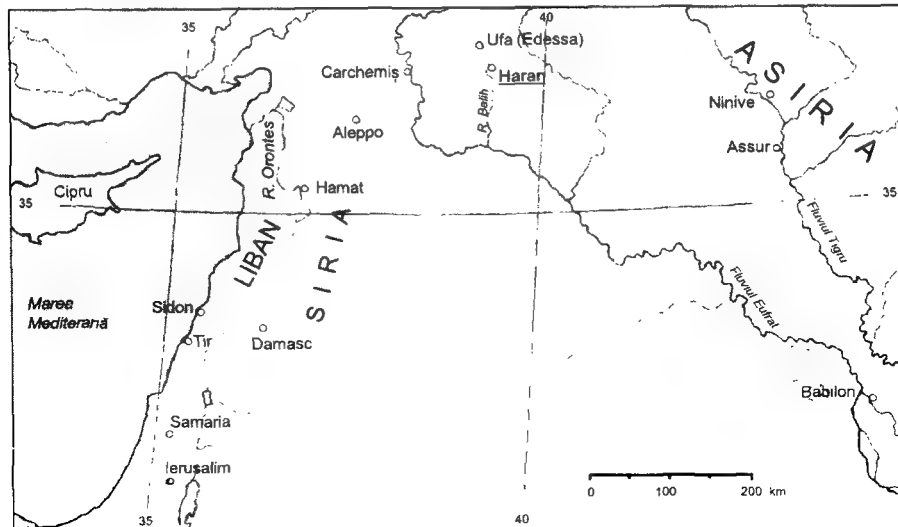 35
40
Ufa (Edessa)
Carchemiș
Haran
R. Balih
ASIRIA
Ninive
Aleppo
R. Orontes
Assur
Hamat
Cipru
35
35
LIBAN
SIRIA
Fluviul Tigru
Marea
Mediterană
Sidon
Fluviul Eufrat
Tir
Damasc
Babilon
Samaria
Ierusalim
0 100 200 km
35
40